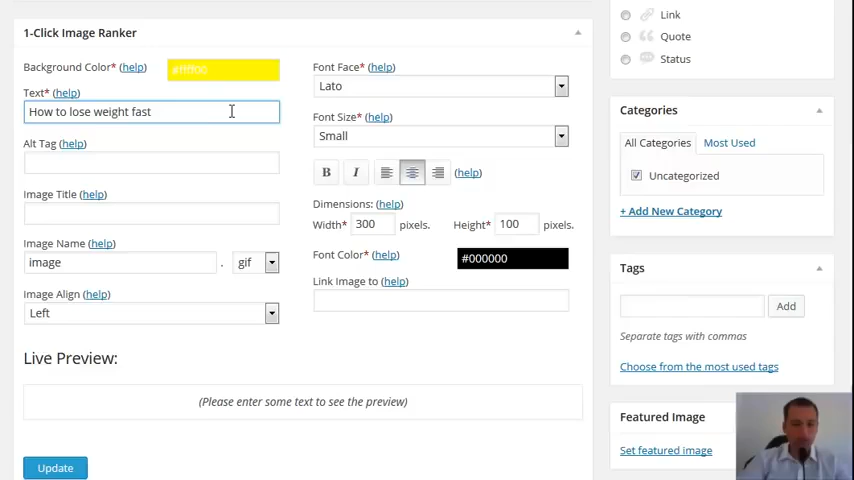 1-Click Image Ranker
Background Color* (help) #ffff00
Text* (help)
How to lose weight fast
Alt Tag (help)
Image Title (help)
Image Name (help)
image . gif
Image Align (help)
Left
Font Face* (help)
Lato
Font Size* (help)
Small
B I (help)
Dimensions: (help)
Width* 300 pixels. Height* 100 pixels.
Font Color* (help) #000000
Link Image to (help)
Live Preview:
(Please enter some text to see the preview)
Update
Link
Quote
Status
Categories
All Categories Most Used
Uncategorized
+ Add New Category
Tags
Add
Separate tags with commas
Choose from the most used tags
Featured Image
Set featured image